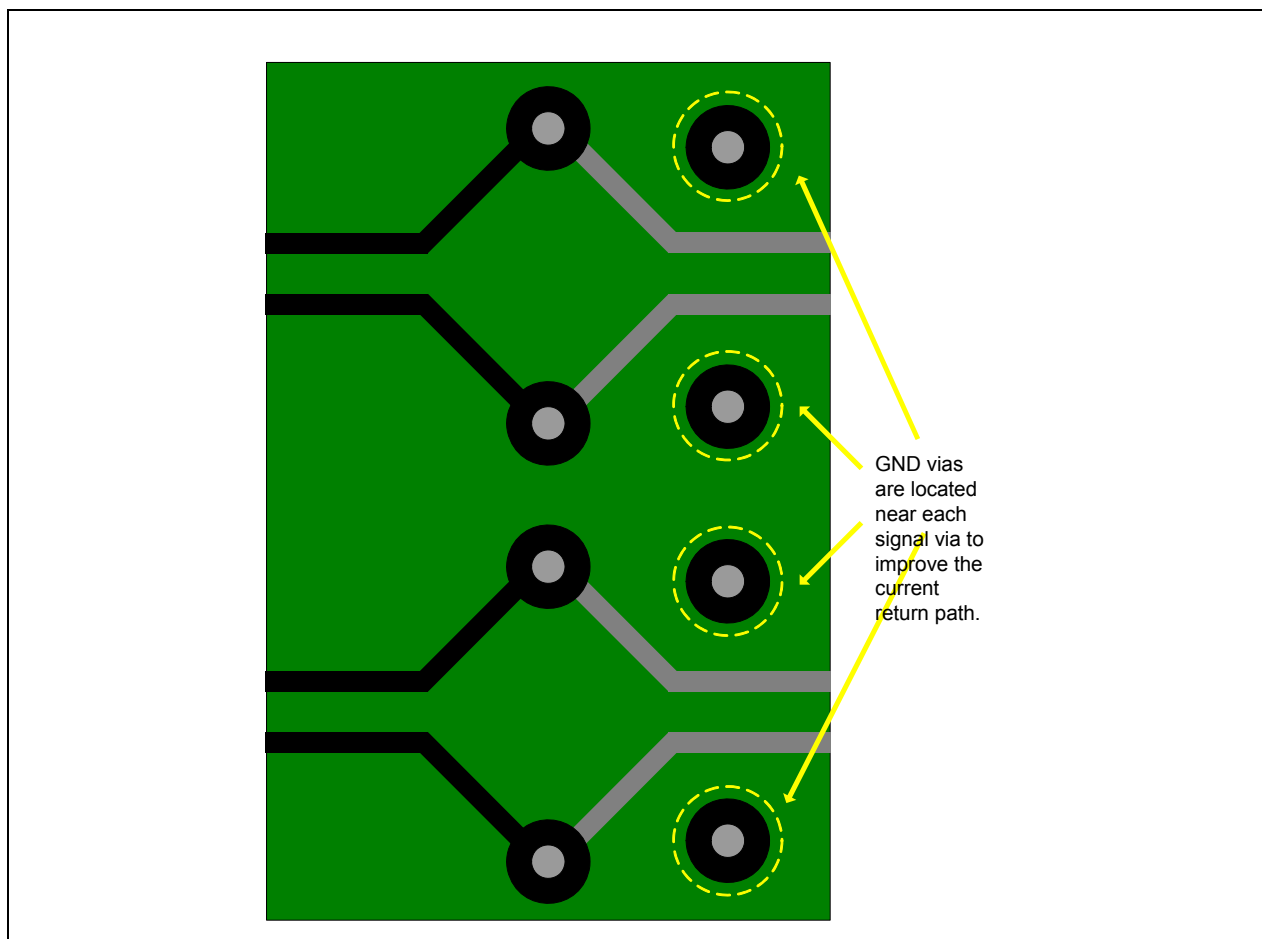 GND vias
are located
near each
signal via to
improve the
current
return path.